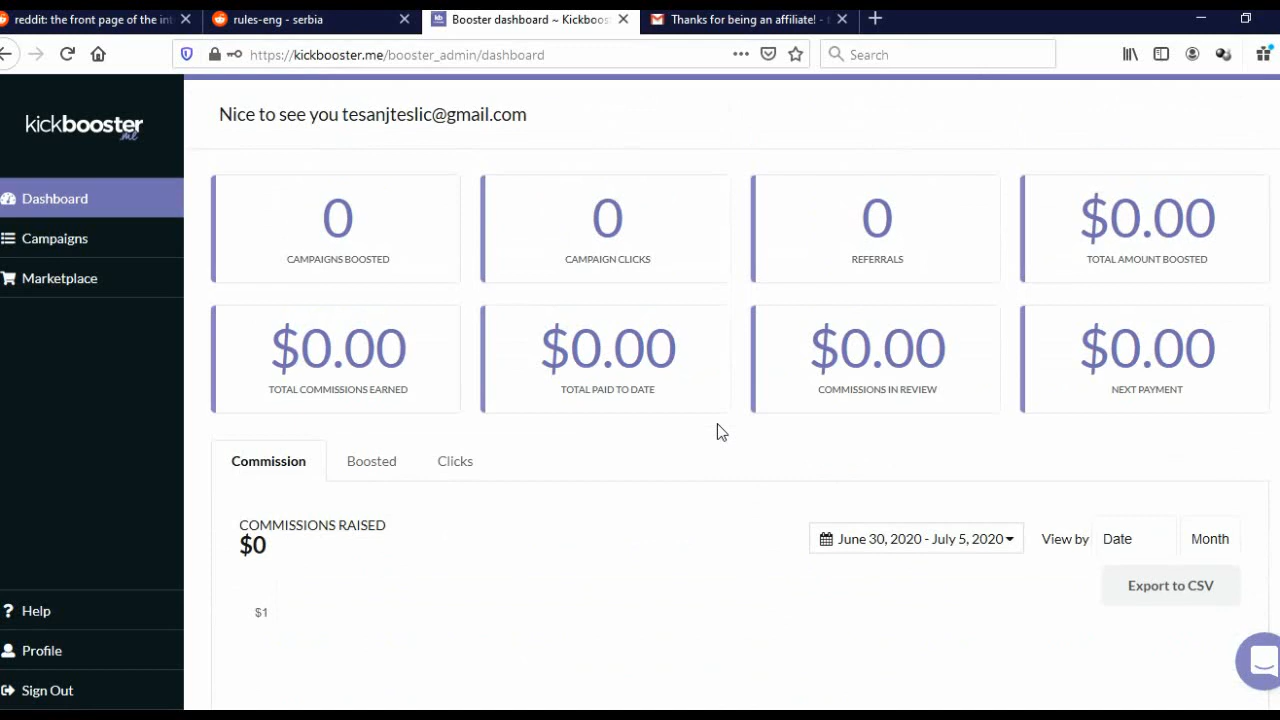 reddit: the front page of the int
rules-eng - serbia
Booster dashboard ~ Kickboos
Thanks for being an affiliate! -
https://kickbooster.me/booster_admin/dashboard
Search
kickbooster
me
Nice to see you tesanjteslic@gmail.com
Dashboard
Campaigns
Marketplace
Help
Profile
Sign Out
0
CAMPAIGNS BOOSTED
0
CAMPAIGN CLICKS
0
REFERRALS
$0.00
TOTAL AMOUNT BOOSTED
$0.00
TOTAL COMMISSIONS EARNED
$0.00
TOTAL PAID TO DATE
$0.00
COMMISSIONS IN REVIEW
$0.00
NEXT PAYMENT
Commission Boosted Clicks
COMMISSIONS RAISED
$0
June 30, 2020 - July 5, 2020 View by Date Month
Export to CSV
$1